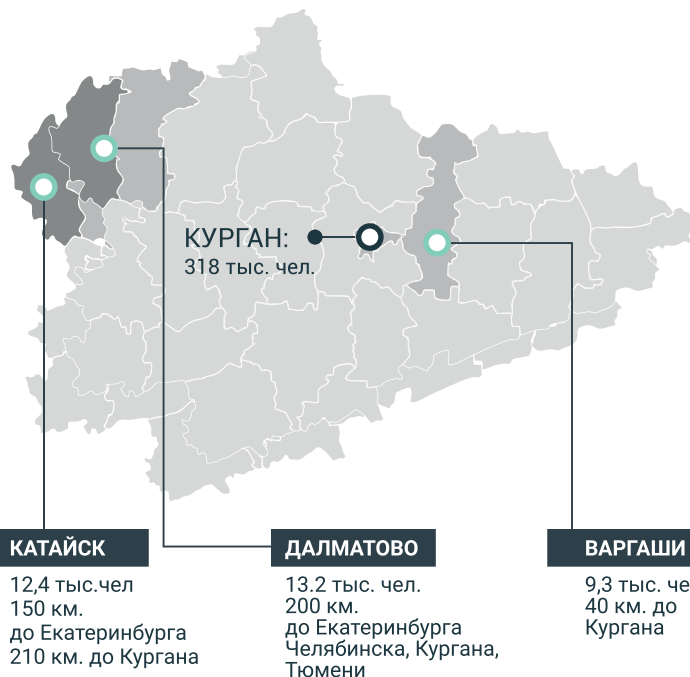 КУРГАН:
318 тыс. чел.
КАТАЙСК
12,4 тыс.чел
150 км.
до Екатеринбурга
210 км. до Кургана
ДАЛМАТОВО
13.2 тыс. чел.
200 км.
до Екатеринбурга
Челябинска, Кургана,
Тюмени
ВАРГАШИ
9,3 тыс. че
40 км. до
Кургана